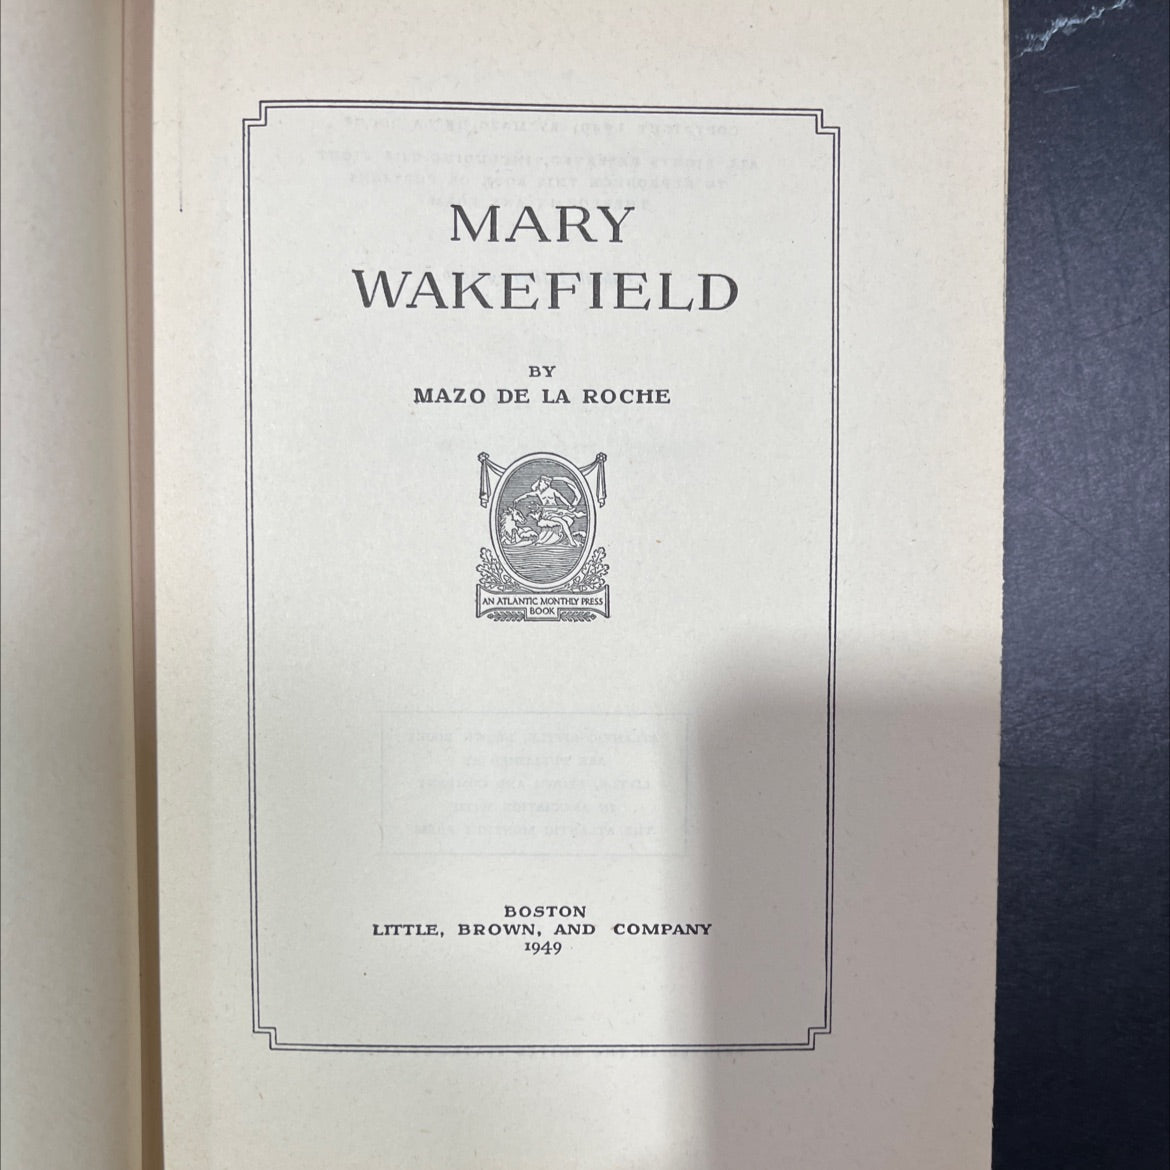 MARY
WAKEFIELD
BY
MAZO DE LA ROCHE
AN ATLANTIC MONTHLY PRESS
BOOK
BOSTON
LITTLE, BROWN, AND COMPANY
1949